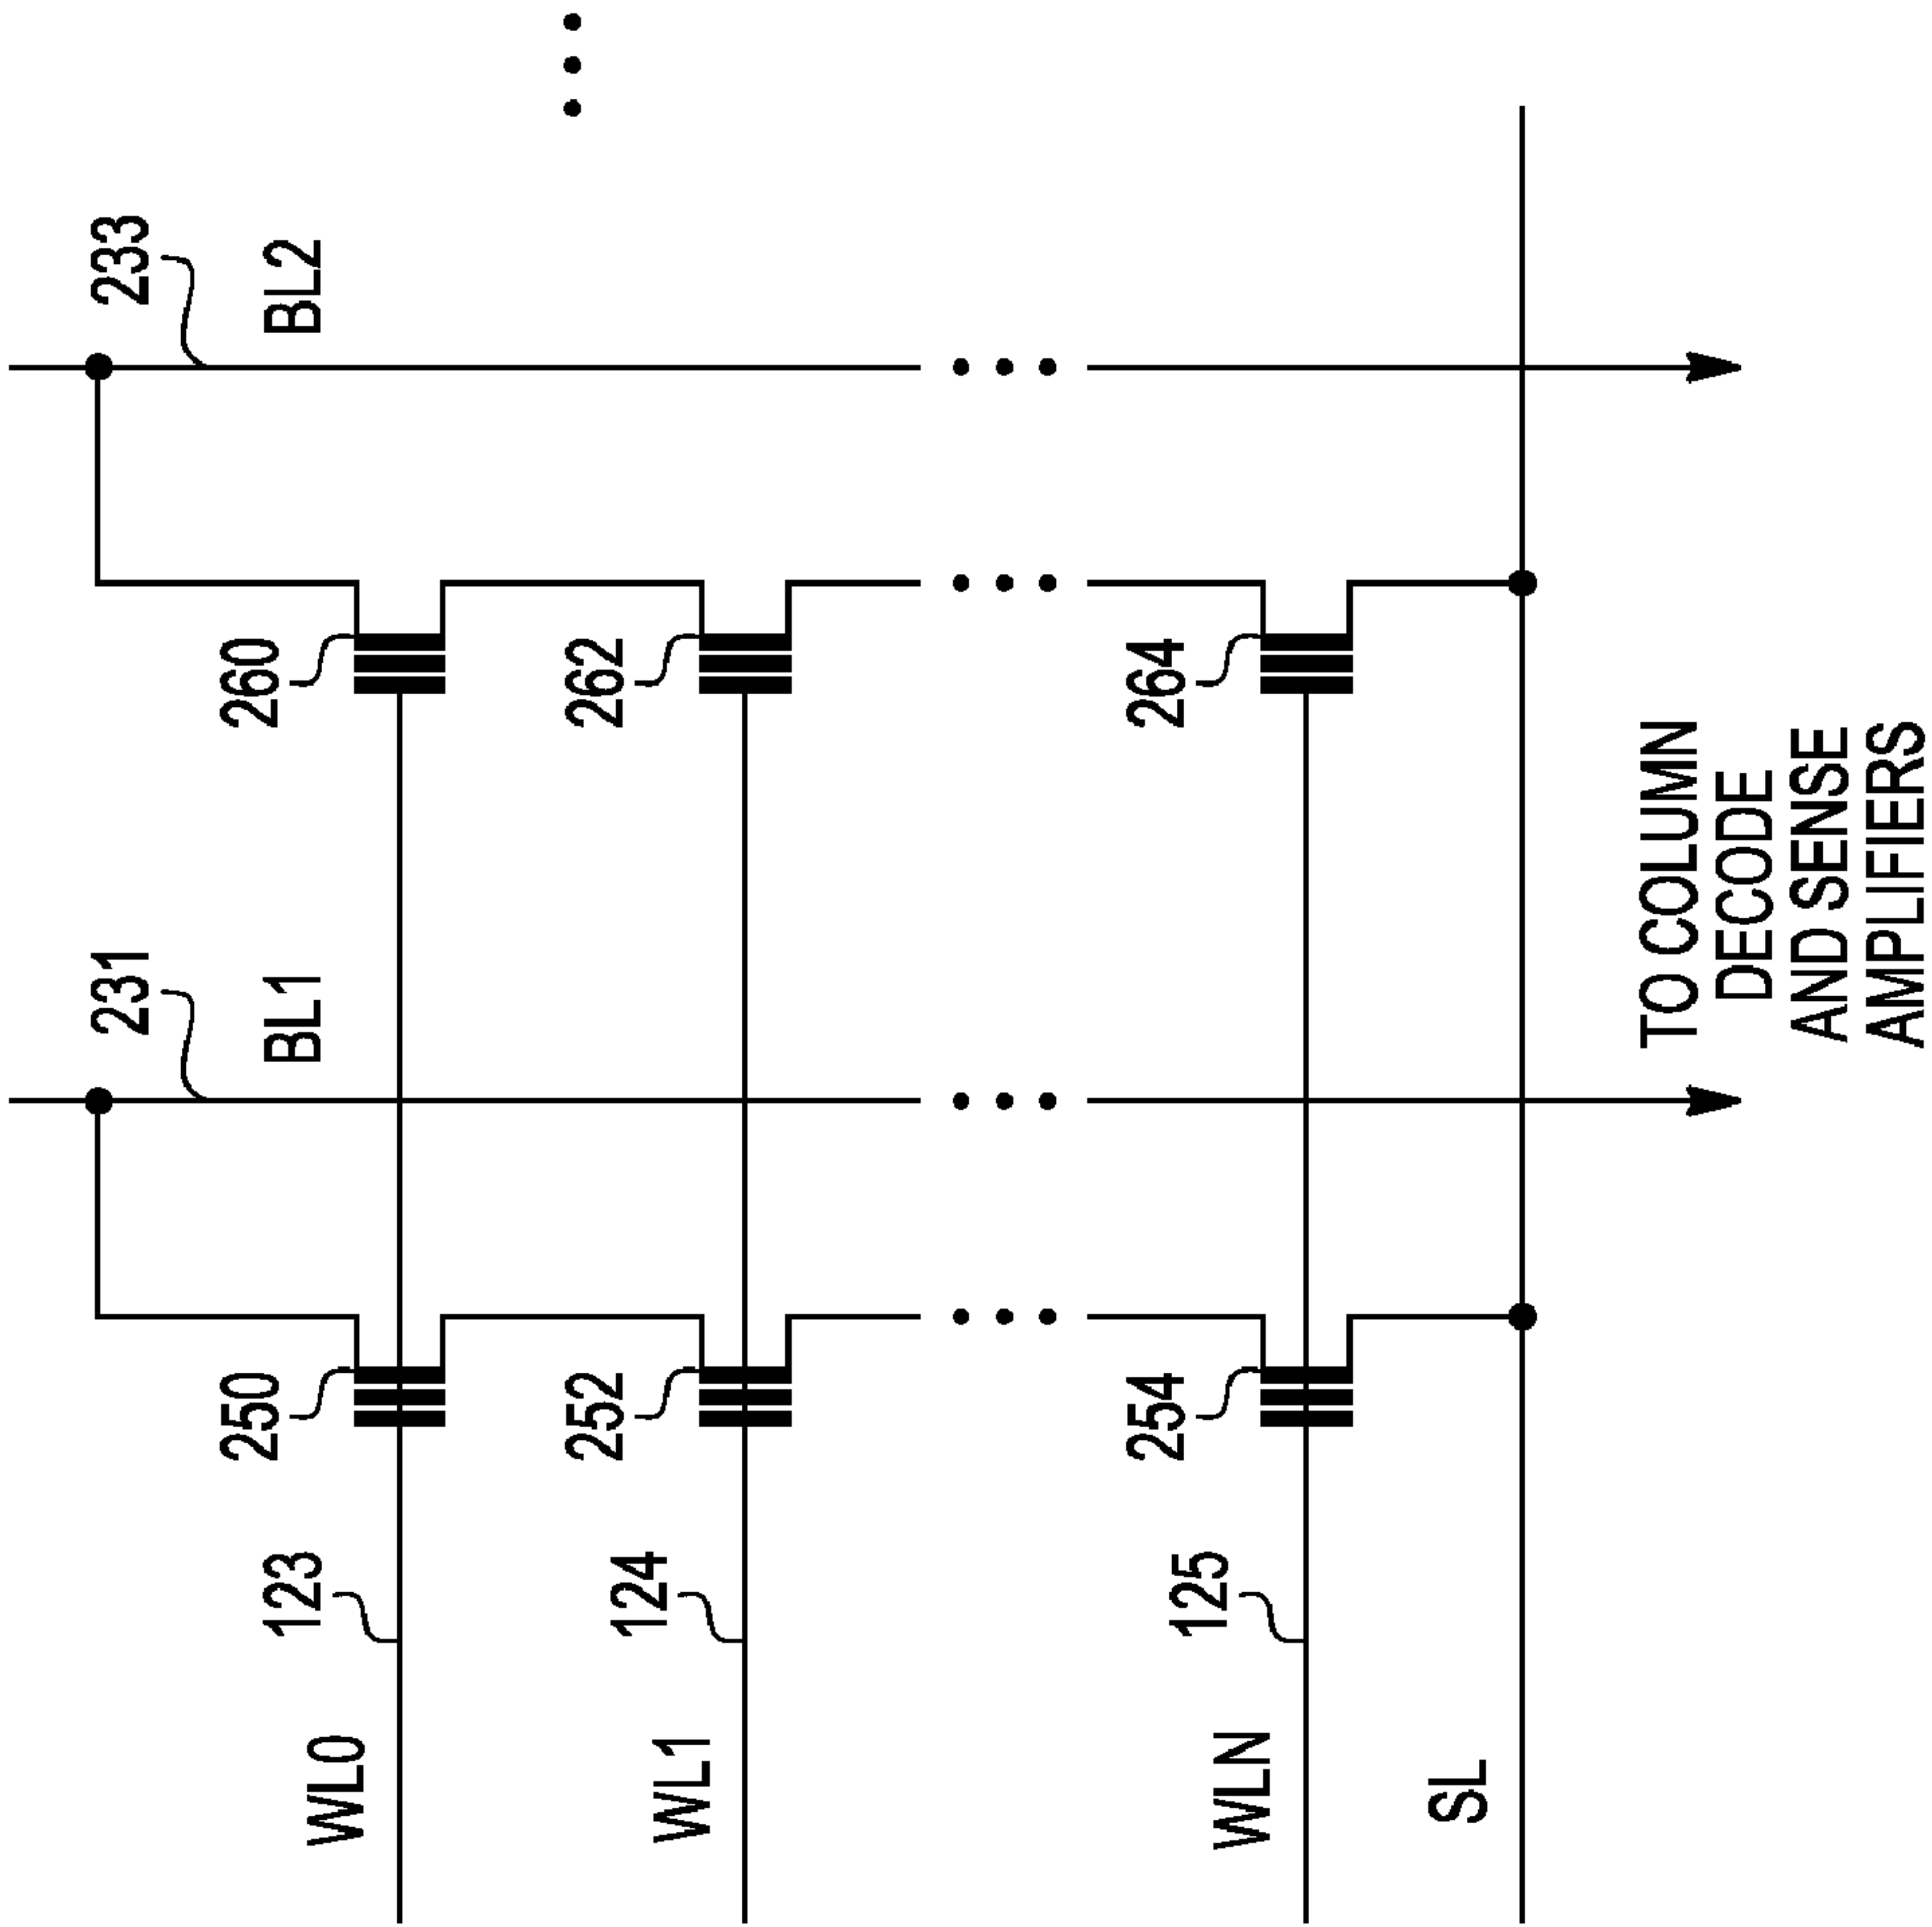 231
233
250
260
123
BL1
BL2
WL0
252
262
124
WL1
254
264
125
WLN
SL
TO COLUMN
DECODE
AND SENSE
AMPLIFIERS